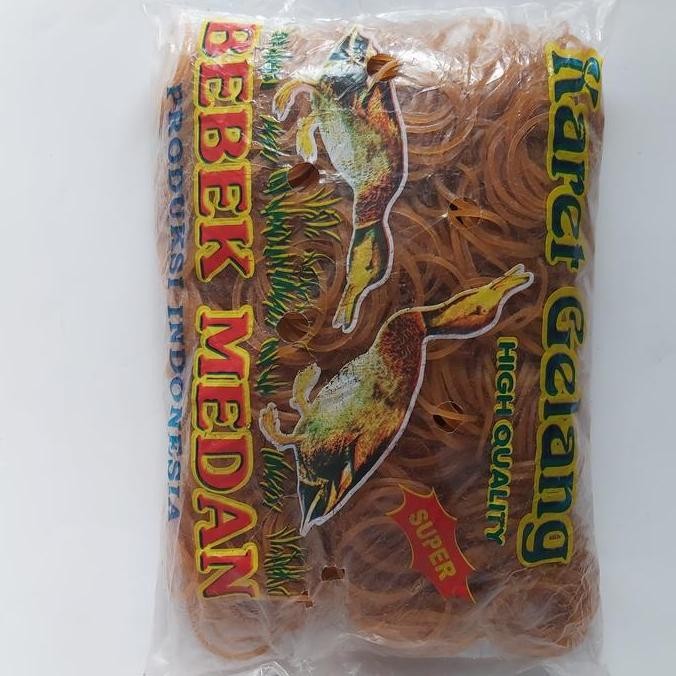 Karet Gelang
HIGH QUALITY
SUPER
BEBEK MEDAN
PRODUKSI INDONESIA